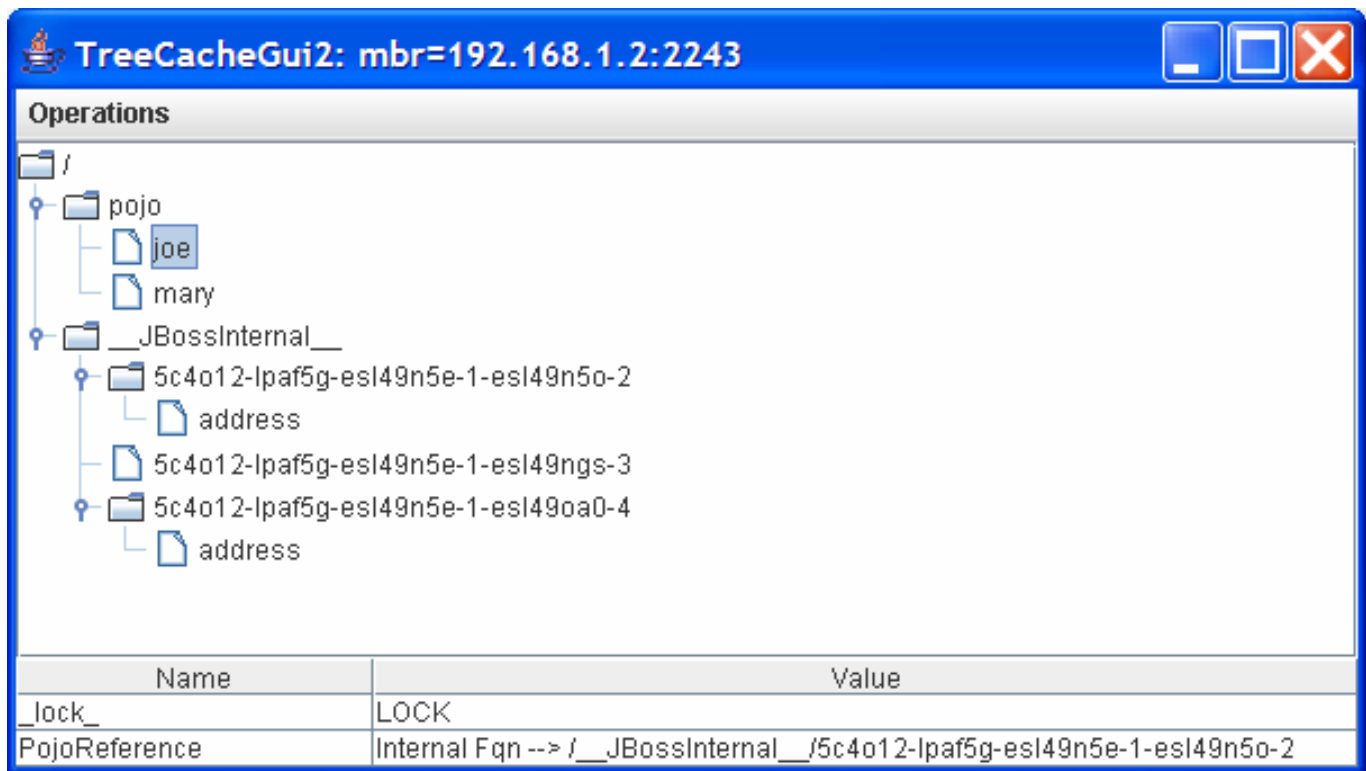 TreeCacheGui2: mbr=192.168.1.2:2243
Operations
/
pojo
joe
mary
__JBossInternal__
5c4o12-lpaf5g-esl49n5e-1-esl49n5o-2
address
5c4o12-lpaf5g-esl49n5e-1-esl49ngs-3
5c4o12-lpaf5g-esl49n5e-1-esl49oa0-4
address
Name Value
_lock_ LOCK
PojoReference Internal Fqn --> /__JBossInternal__/5c4o12-lpaf5g-esl49n5e-1-esl49n5o-2